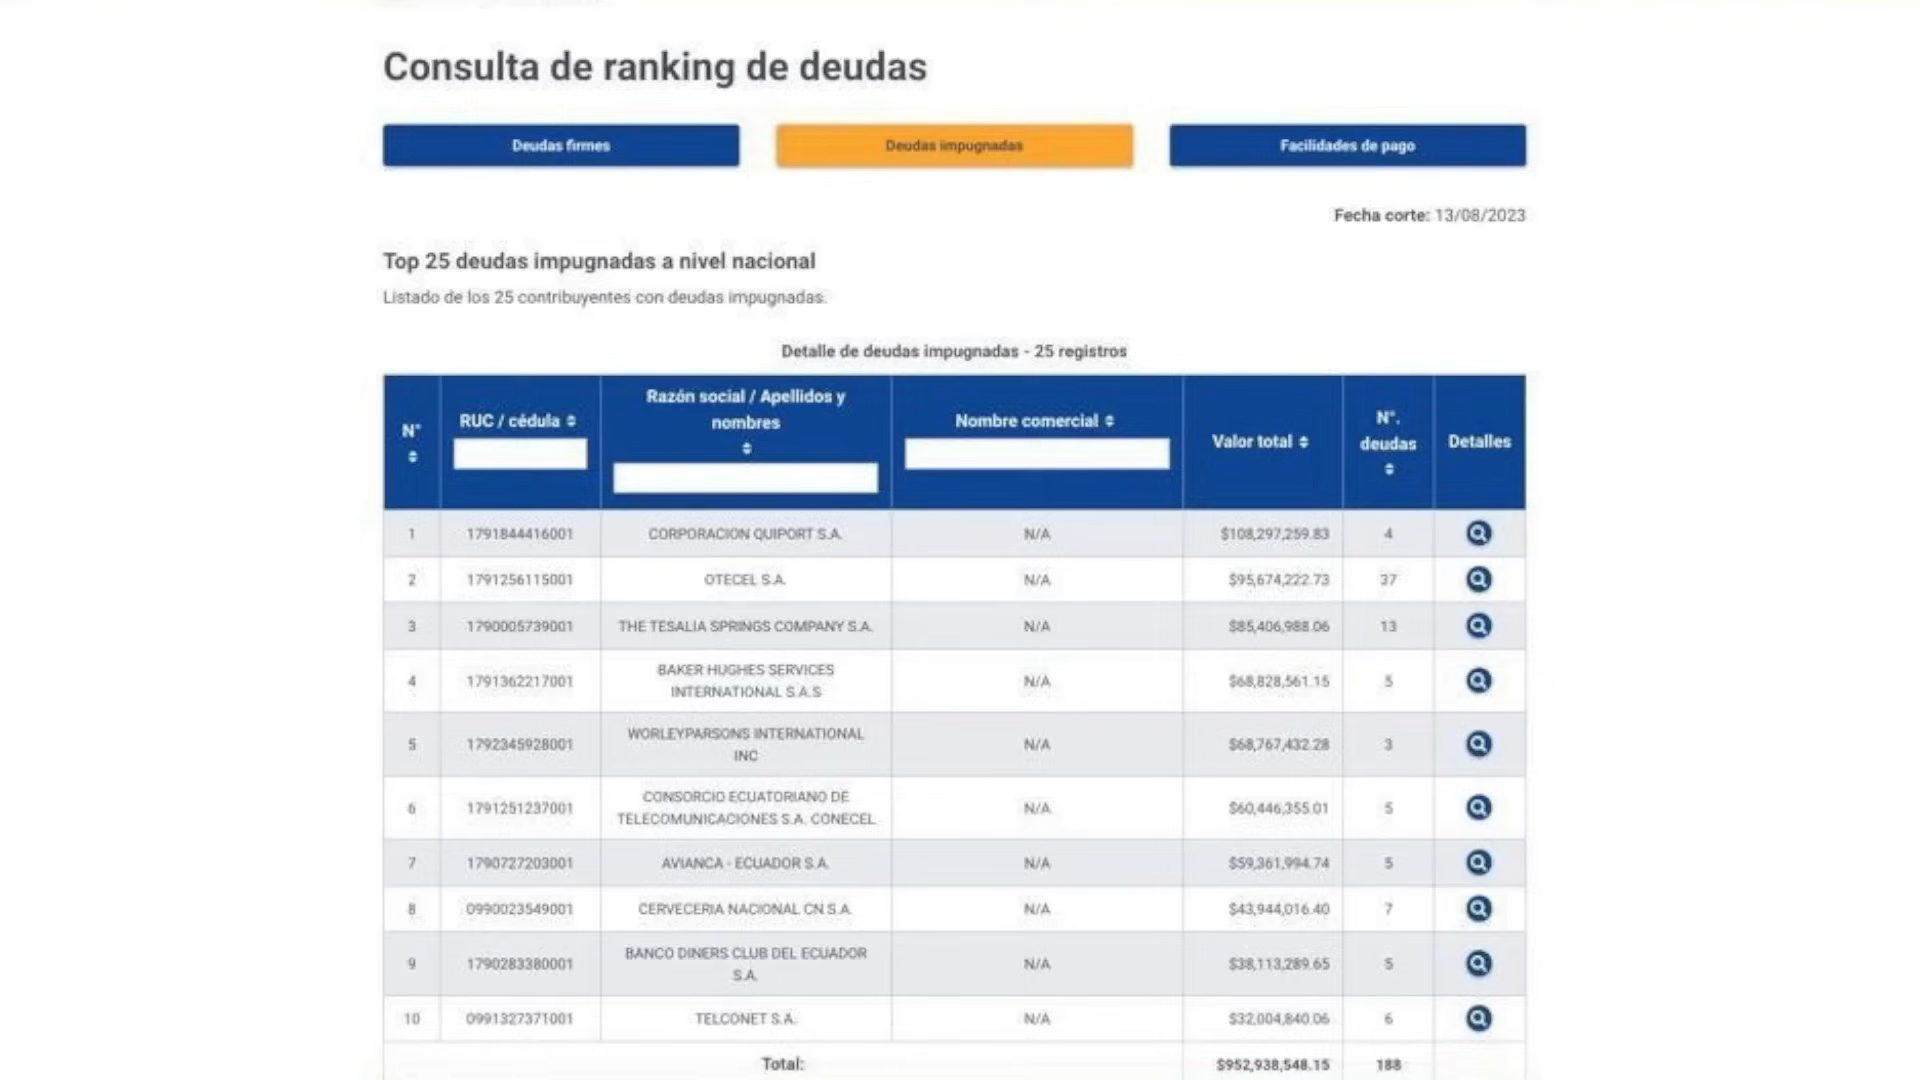 Consulta de ranking de deudas
Deudas firmes
Deudas impugnadas
Facilidades de pago
Fecha corte: 13/08/2023
Top 25 deudas impugnadas a nivel nacional
Listado de los 25 contribuyentes con deudas impugnadas.
Detalle de deudas impugnadas - 25 registros
N°
RUC / cédula
Razón social / Apellidos y
nombres
Nombre comercial
Valor total
N°.
deudas
Detalles
1 1791844416001 CORPORACION QUIPORT S.A. N/A $108,297,259.83 4
2 1791256115001 OTECEL S.A. N/A $95,674,222.73 37
3 1790005739001 THE TESALIA SPRINGS COMPANY S.A. N/A $85,406,988.06 13
BAKER HUGHES SERVICES
4 1791362217001 INTERNATIONAL S.A.S N/A $68,828,561.15 5
WORLEYPARSONS INTERNATIONAL
5 1792345928001 INC N/A $68,767,432.28 3
CONSORCIO ECUATORIANO DE
6 1791251237001 TELECOMUNICACIONES S.A. CONECEL N/A $60,446,355.01 5
7 1790727203001 AVIANCA - ECUADOR S.A. N/A $59,361,994.74 5
8 0990023549001 CERVECERIA NACIONAL CN S.A. N/A $43,944,016.40 7
BANCO DINERS CLUB DEL ECUADOR
9 1790283380001 S.A. N/A $38,113,289.65 5
10 0991327371001 TELCONET S.A. N/A $32,004,840.06 6
Total: $952,938,548.15 188